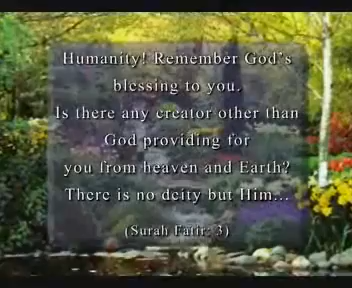 Humanity! Remember God's
blessing to you.
Is there any creator other than
God providing for
you from heaven and Earth?
There is no deity but Him...
(Surah Fatir: 3)